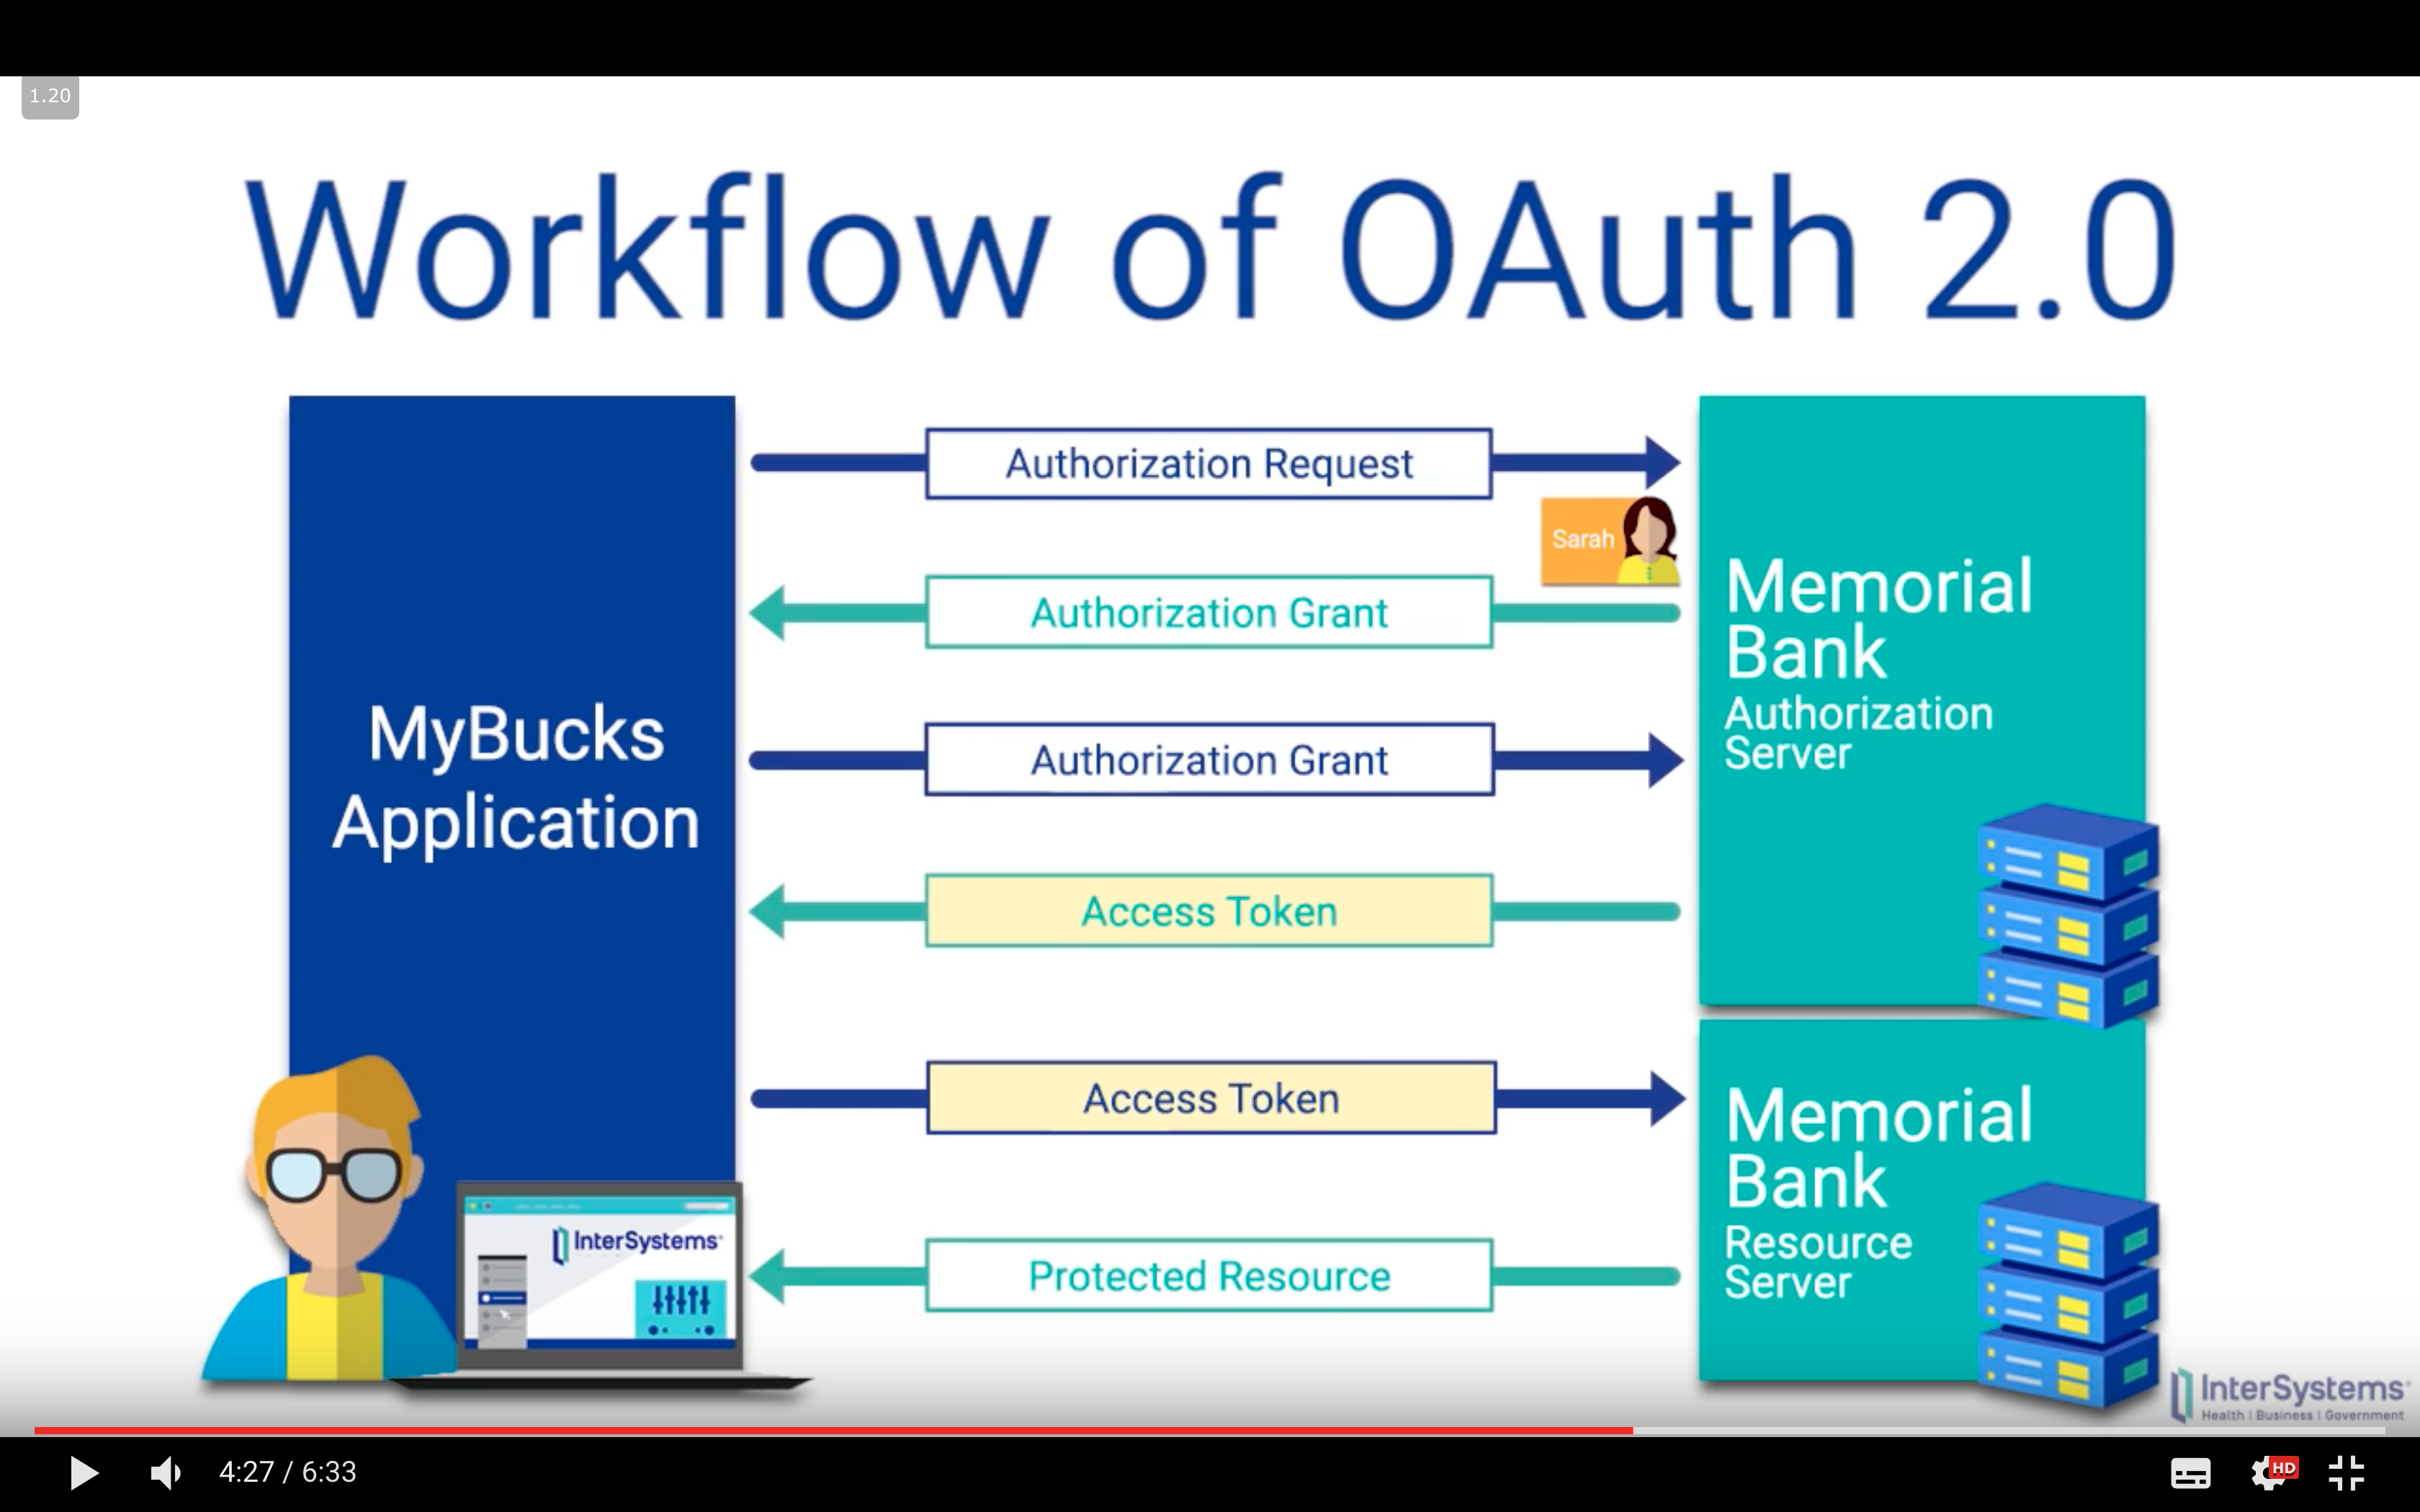 1.20
Workflow of OAuth 2.0
MyBucks
Application
Authorization Request
Sarah
Authorization Grant
Authorization Grant
Access Token
Access Token
Protected Resource
Memorial
Bank
Authorization
Server
Memorial
Bank
Resource
Server
InterSystems
InterSystems
Health | Business | Government
4:27 / 6:33
HD